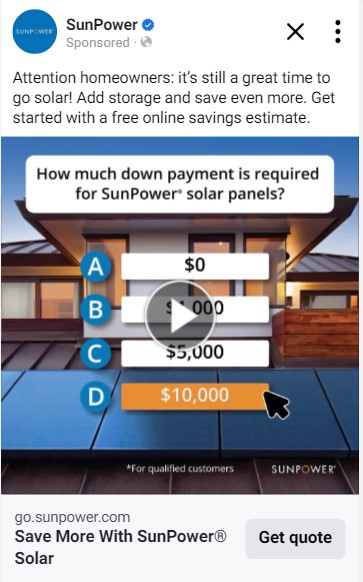 SUNPOWER
SunPower
Sponsored ·
Attention homeowners: it's still a great time to
go solar! Add storage and save even more. Get
started with a free online savings estimate.
How much down payment is required
for SunPower® solar panels?
A $0
B 000
C $5,000
D $10,000
*For qualified customers SUNPOWER®
go.sunpower.com
Save More With SunPower®
Solar
Get quote